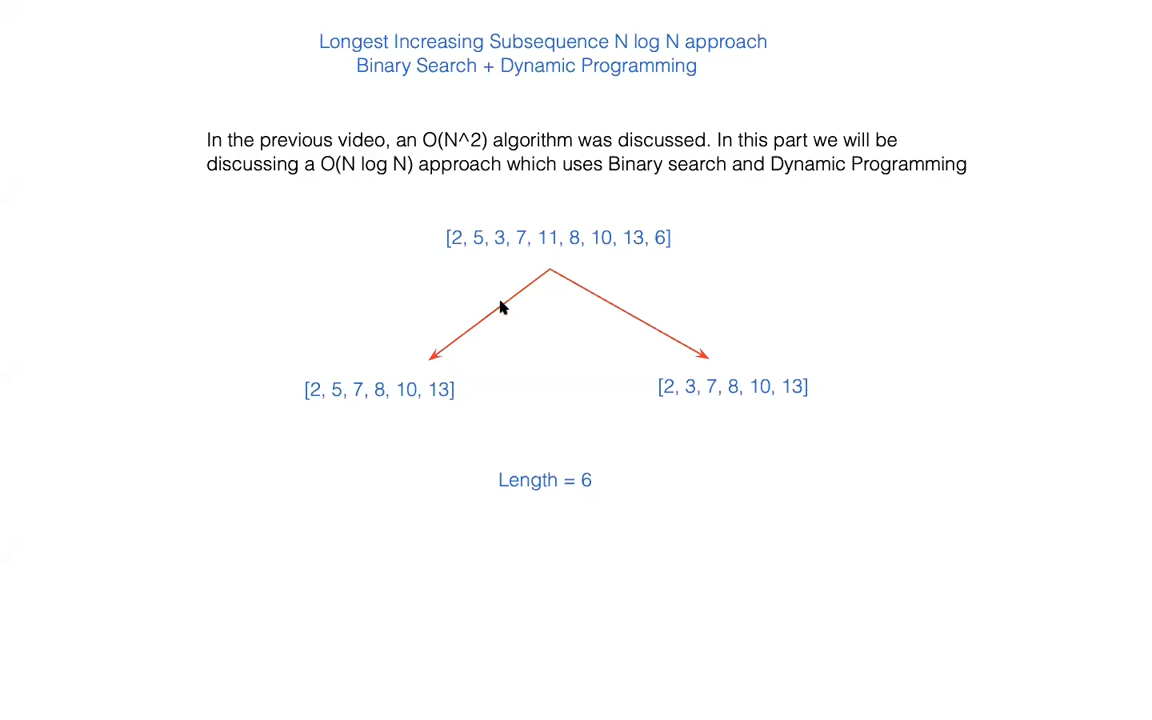 Longest Increasing Subsequence N log N approach
Binary Search + Dynamic Programming
In the previous video, an O(N^2) algorithm was discussed. In this part we will be
discussing a O(N log N) approach which uses Binary search and Dynamic Programming
[2, 5, 3, 7, 11, 8, 10, 13, 6]
[2, 5, 7, 8, 10, 13]
[2, 3, 7, 8, 10, 13]
Length = 6